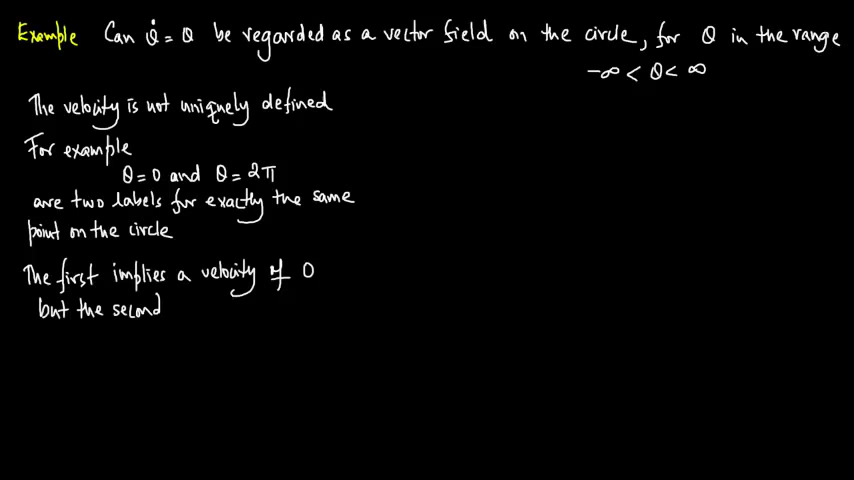 Example Can θ̇ = θ be regarded as a vector field on the circle, for θ in the range
-∞ < θ < ∞
The velocity is not uniquely defined
For example
θ = 0 and θ = 2π
are two labels for exactly the same
point on the circle
The first implies a velocity of 0
but the second